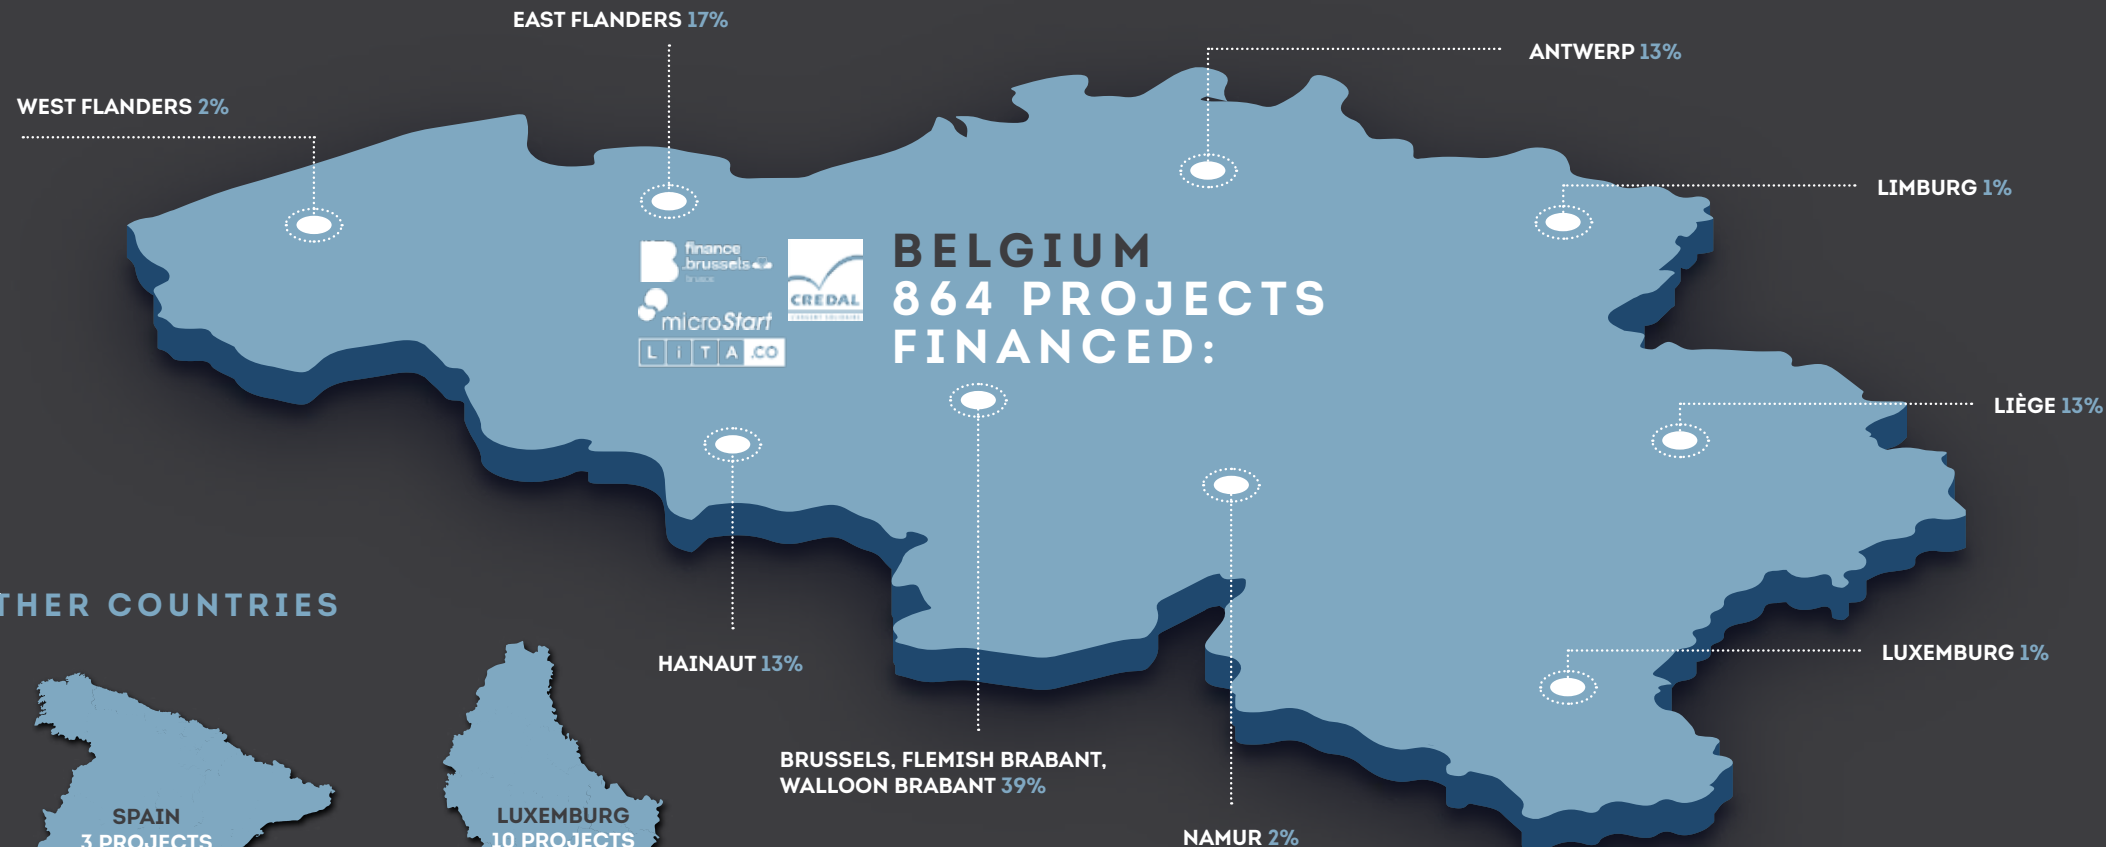 EAST FLANDERS 17%
ANTWERP 13%
WEST FLANDERS 2%
LIMBURG 1%
finance
.brussels
microStart
LiTA.CO
CREDAL
BELGIUM
864 PROJECTS
FINANCED:
LIÈGE 13%
THER COUNTRIES
HAINAUT 13%
LUXEMBURG 1%
BRUSSELS, FLEMISH BRABANT,
WALLOON BRABANT 39%
NAMUR 2%
SPAIN
3 PROJECTS
LUXEMBURG
10 PROJECTS